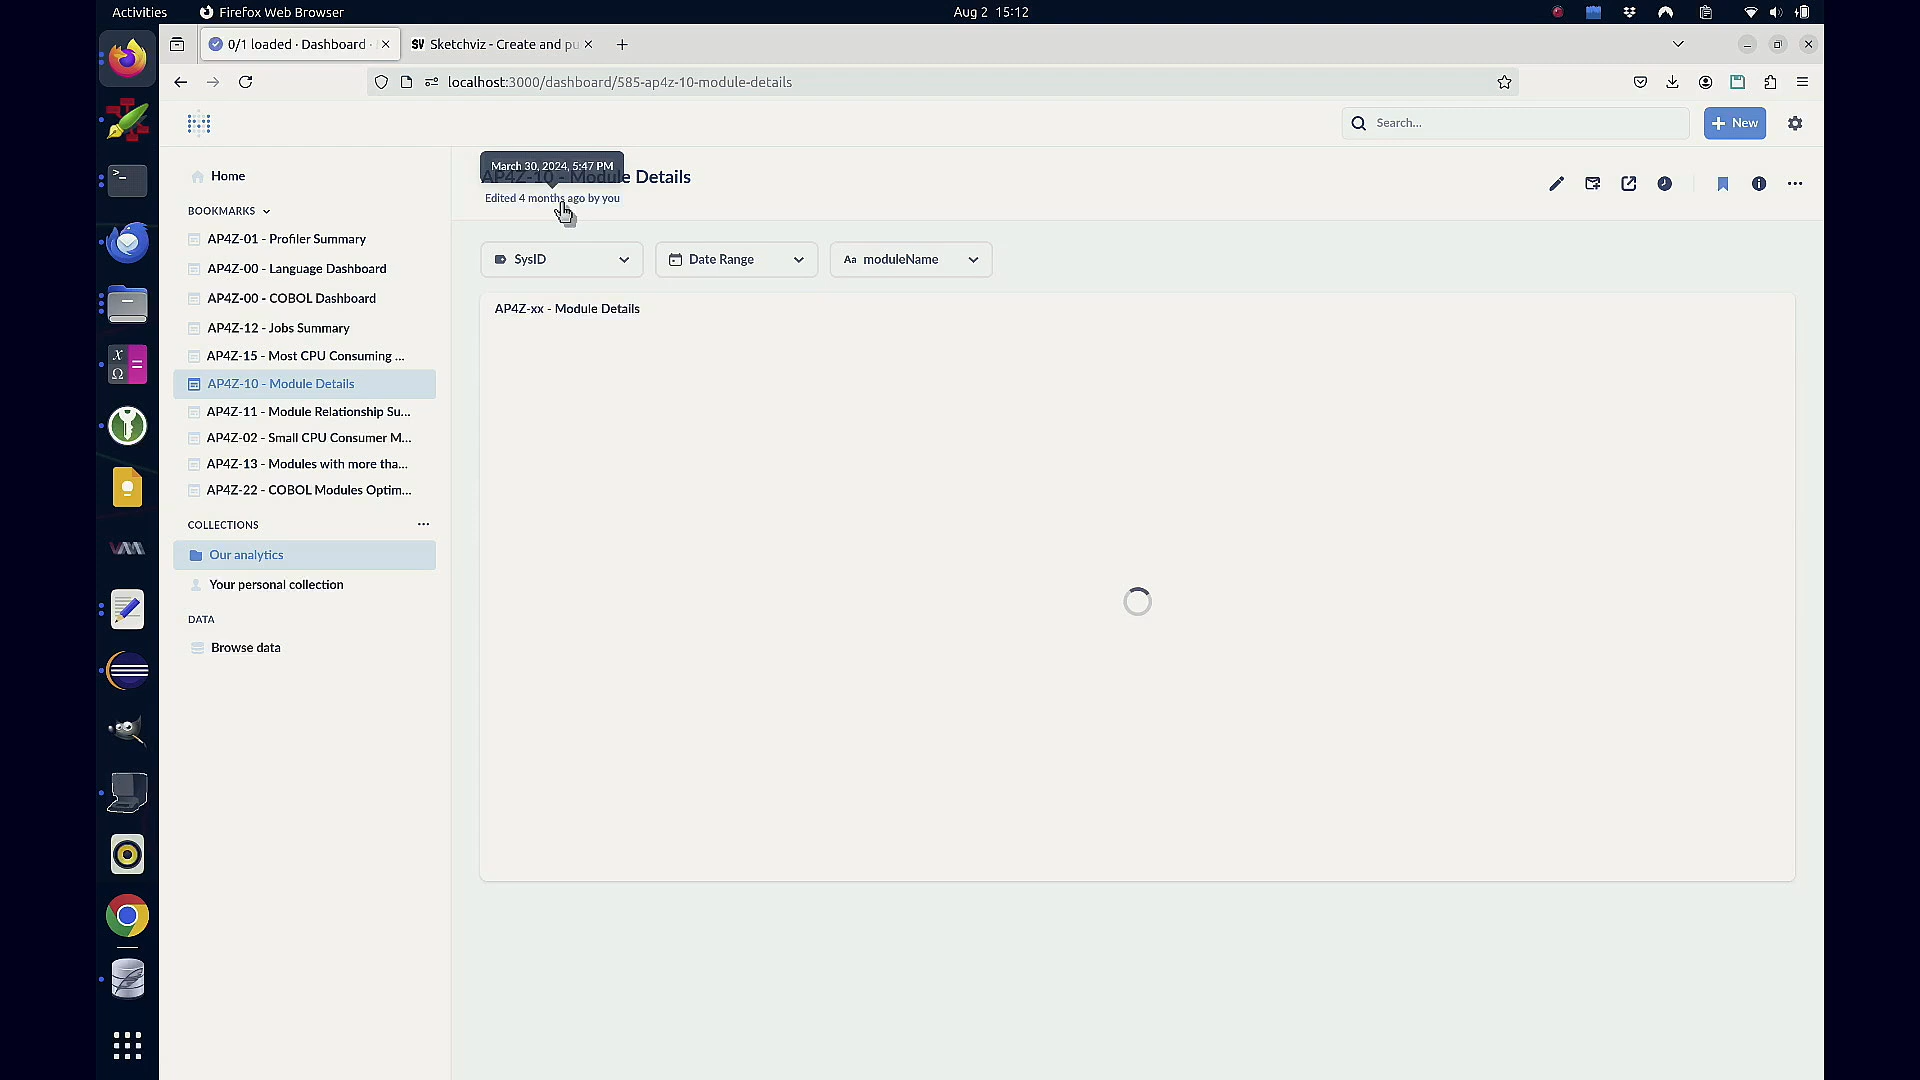 Activities
Firefox Web Browser
Aug 2 15:12
0/1 loaded · Dashboard ·
SV Sketchviz - Create and pu
localhost:3000/dashboard/585-ap4z-10-module-details
Search...
+ New
Home
BOOKMARKS
AP4Z-01 - Profiler Summary
AP4Z-00 - Language Dashboard
AP4Z-00 - COBOL Dashboard
AP4Z-12 - Jobs Summary
AP4Z-15 - Most CPU Consuming ...
AP4Z-10 - Module Details
AP4Z-11 - Module Relationship Su...
AP4Z-02 - Small CPU Consumer M...
AP4Z-13 - Modules with more tha...
AP4Z-22 - COBOL Modules Optim...
COLLECTIONS
Our analytics
Your personal collection
DATA
Browse data
March 30, 2024, 5:47 PM
AP4Z-10 - Module Details
Edited 4 months ago by you
SysID
Date Range
Aa moduleName
AP4Z-xx - Module Details